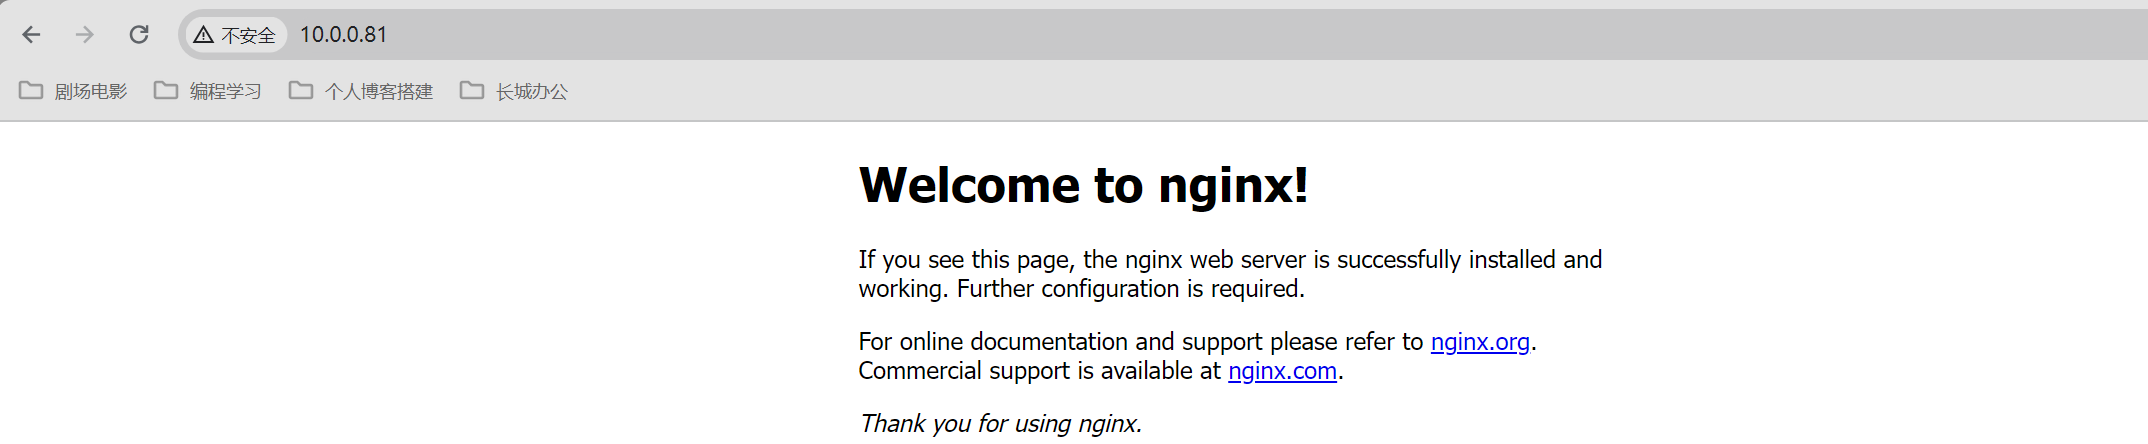 不安全 10.0.0.81
剧场电影 编程学习 个人博客搭建 长城办公
Welcome to nginx!
If you see this page, the nginx web server is successfully installed and
working. Further configuration is required.
For online documentation and support please refer to nginx.org.
Commercial support is available at nginx.com.
Thank you for using nginx.